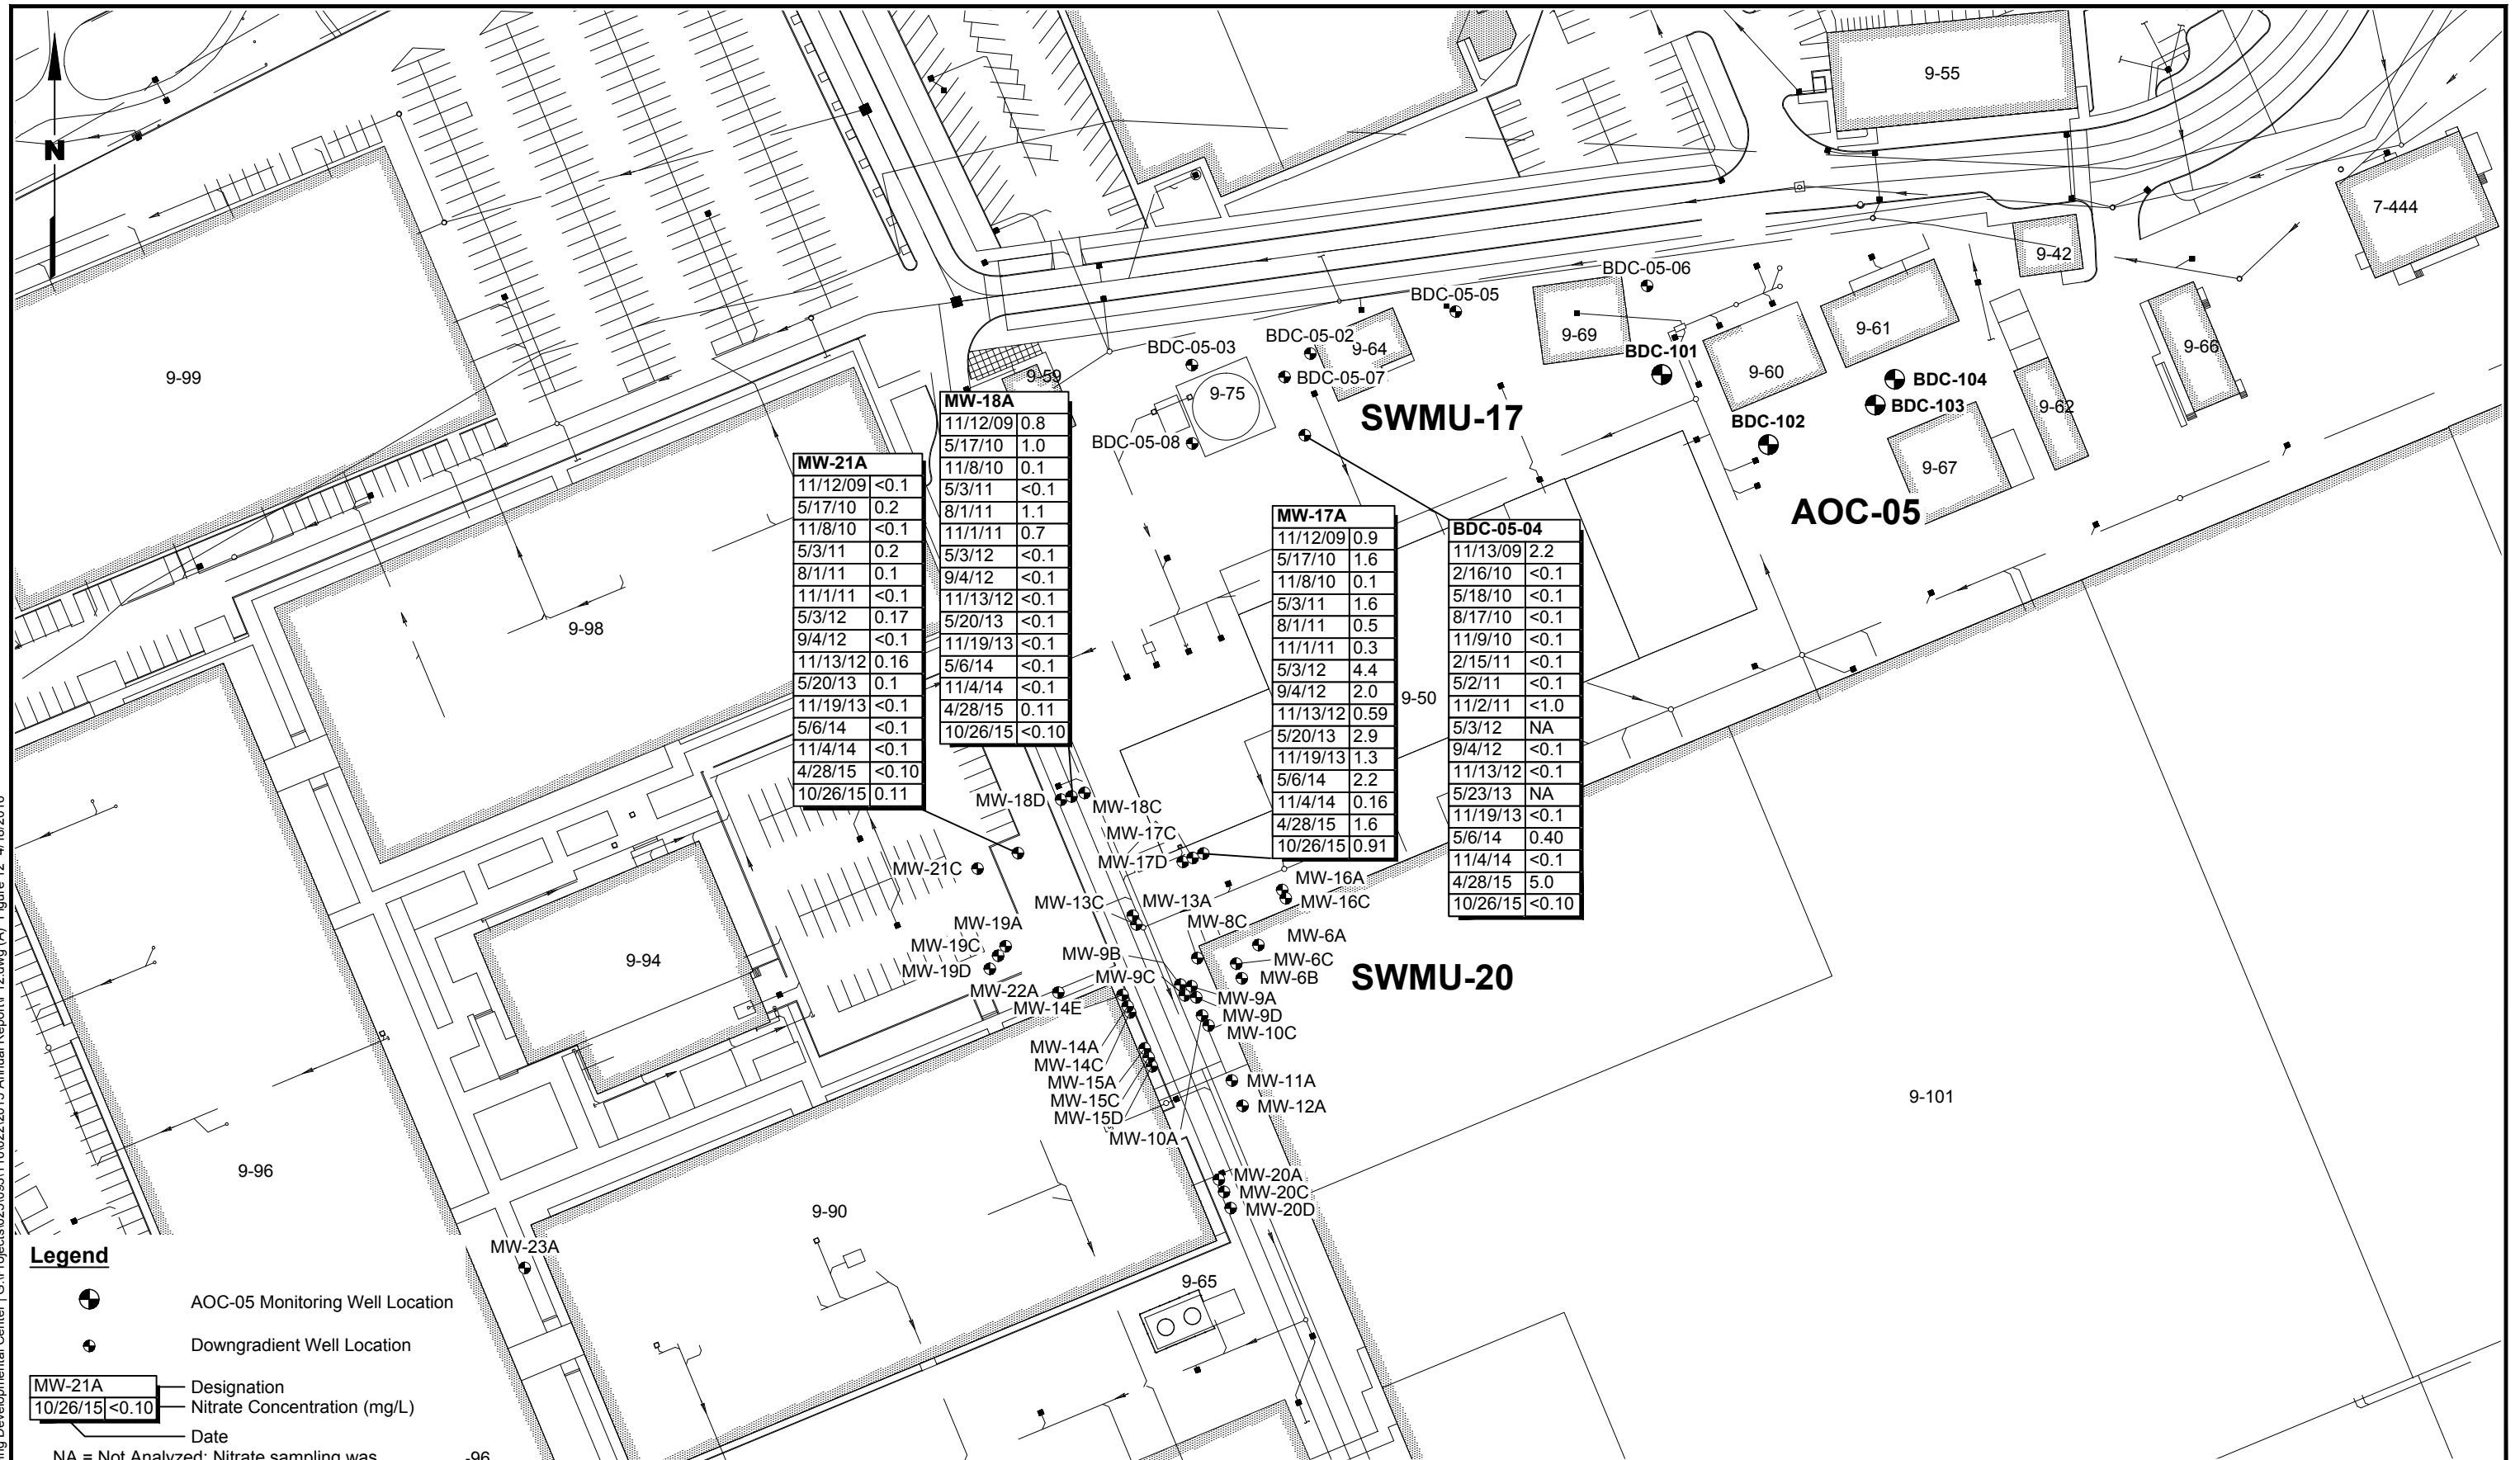 N
9-55
7-444
9-42
BDC-05-06
BDC-05-05
9-69
9-61
BDC-05-02
9-64
BDC-05-03
BDC-101
9-60
9-66
9-99
9-59
BDC-05-07
BDC-104
9-75
BDC-103
9-62
SWMU-17
BDC-102
BDC-05-08
9-67
AOC-05
MW-21A
11/12/09 <0.1
5/17/10 0.2
11/8/10 <0.1
5/3/11 0.2
8/1/11 0.1
11/1/11 <0.1
5/3/12 0.17
9/4/12 <0.1
11/13/12 0.16
5/20/13 0.1
11/19/13 <0.1
5/6/14 <0.1
11/4/14 <0.1
4/28/15 <0.10
10/26/15 0.11
MW-18A
11/12/09 0.8
5/17/10 1.0
11/8/10 0.1
5/3/11 <0.1
8/1/11 1.1
11/1/11 0.7
5/3/12 <0.1
9/4/12 <0.1
11/13/12 <0.1
5/20/13 <0.1
11/19/13 <0.1
5/6/14 <0.1
11/4/14 <0.1
4/28/15 0.11
10/26/15 <0.10
MW-17A
11/12/09 0.9
5/17/10 1.6
11/8/10 0.1
5/3/11 1.6
8/1/11 0.5
11/1/11 0.3
5/3/12 4.4
9/4/12 2.0
11/13/12 0.59
5/20/13 2.9
11/19/13 1.3
5/6/14 2.2
11/4/14 0.16
4/28/15 1.6
10/26/15 0.91
BDC-05-04
11/13/09 2.2
2/16/10 <0.1
5/18/10 <0.1
8/17/10 <0.1
11/9/10 <0.1
2/15/11 <0.1
5/2/11 <0.1
11/2/11 <1.0
5/3/12 NA
9/4/12 <0.1
11/13/12 <0.1
5/23/13 NA
11/19/13 <0.1
5/6/14 0.40
11/4/14 <0.1
4/28/15 5.0
10/26/15 <0.10
9-98
9-50
MW-18D
MW-18C
MW-17C
MW-17D
MW-21C
MW-16A
MW-16C
MW-13C
MW-13A
MW-8C
MW-19A
MW-19C
MW-19D
MW-6A
MW-9B
MW-6C
MW-6B
SWMU-20
9-94
MW-9C
MW-22A
MW-9A
MW-14E
MW-9D
MW-10C
MW-14A
MW-14C
MW-15A
MW-15C
MW-15D
MW-10A
MW-11A
MW-12A
9-101
9-96
MW-20A
MW-20C
MW-20D
9-90
MW-23A
9-65
Legend
AOC-05 Monitoring Well Location
Downgradient Well Location
MW-21A
Designation
10/26/15 <0.10
Nitrate Concentration (mg/L)
Date
NA = Not Analyzed; Nitrate sampling was
-96